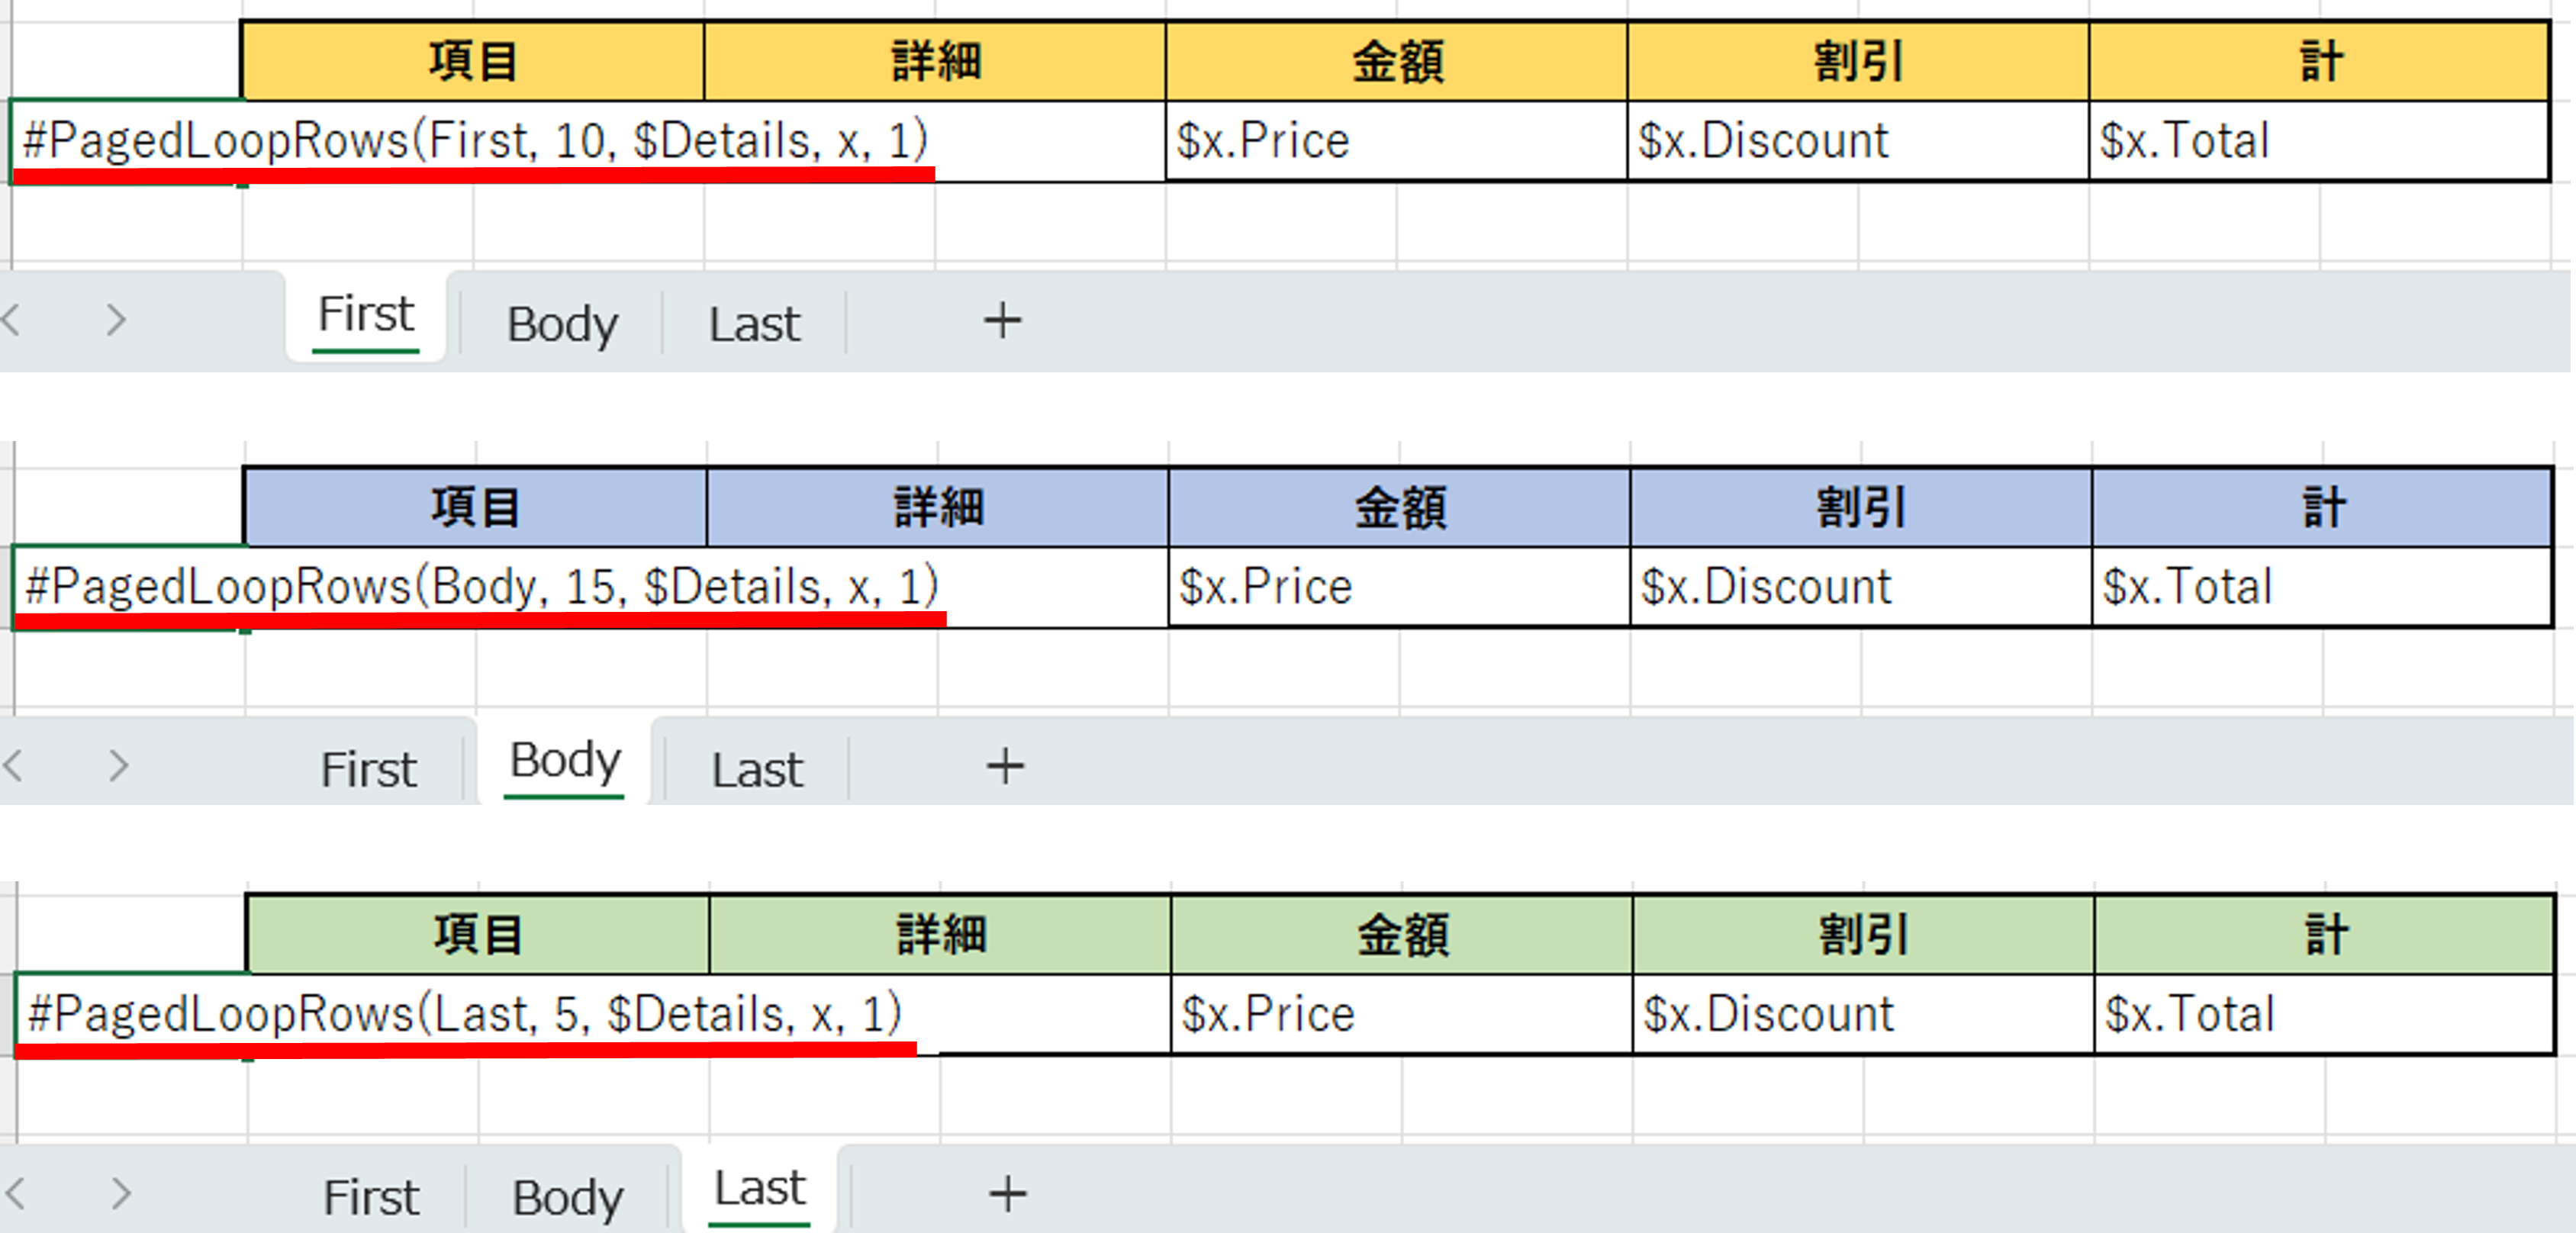 項目 詳細 金額 割引 計
#PagedLoopRows(First, 10, $Details, x, 1) $x.Price $x.Discount $x.Total
First Body Last +
項目 詳細 金額 割引 計
#PagedLoopRows(Body, 15, $Details, x, 1) $x.Price $x.Discount $x.Total
First Body Last +
項目 詳細 金額 割引 計
#PagedLoopRows(Last, 5, $Details, x, 1) $x.Price $x.Discount $x.Total
First Body Last +